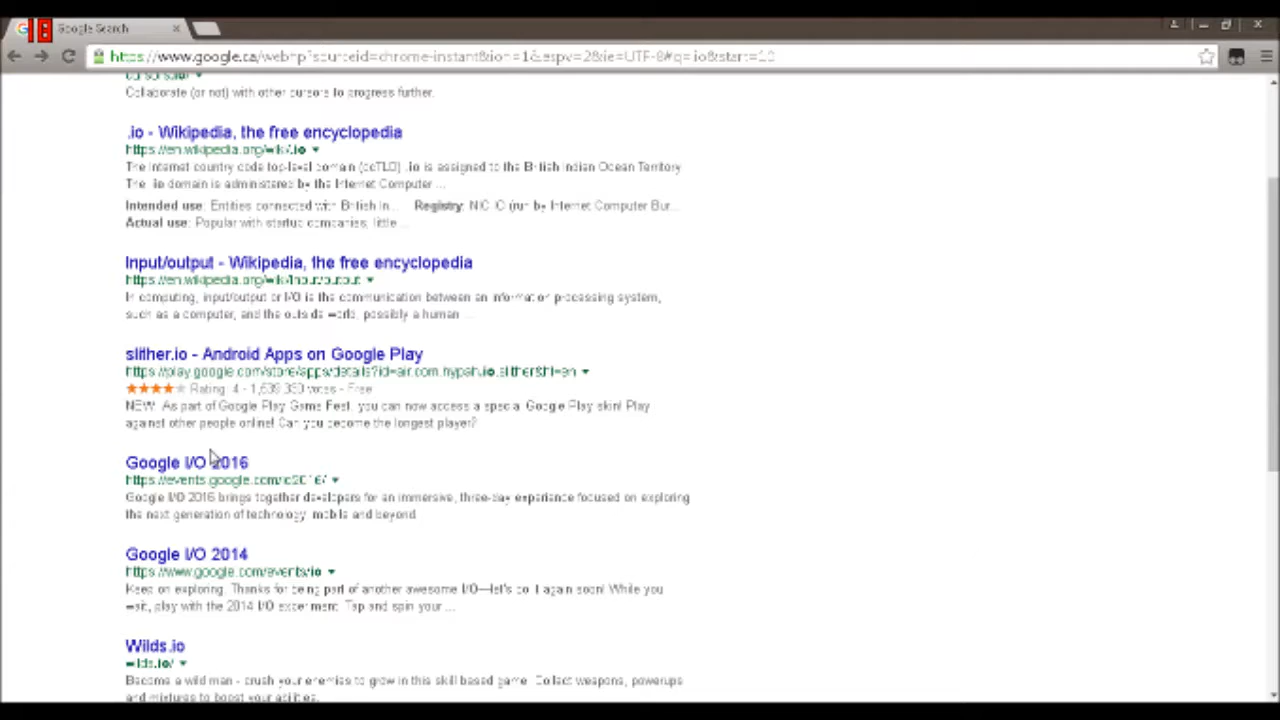 18
Google Search
https://www.google.ca/webhp?sourceid=chrome-instant&ion=1&espv=2&ie=UTF-8#q=io&start=10
cursors.io/
Collaborate (or not) with other cursors to progress further.
.io - Wikipedia, the free encyclopedia
https://en.wikipedia.org/wiki/.io
The Internet country code top-level domain (ccTLD) .io is assigned to the British Indian Ocean Territory.
The .io domain is administered by the Internet Computer ...
Intended use: Entities connected with British In... Registry: NIC.IO (run by Internet Computer Bur...
Actual use: Popular with startup companies; little ...
Input/output - Wikipedia, the free encyclopedia
https://en.wikipedia.org/wiki/Input/output
In computing, input/output or I/O is the communication between an information processing system,
such as a computer, and the outside world, possibly a human ...
slither.io - Android Apps on Google Play
https://play.google.com/store/apps/details?id=air.com.hypah.io.slither&hl=en
Rating: 4 - votes - Free
NEW: As part of Google Play Game Fest, you can now access a special Google Play skin! Play
against other people online! Can you become the longest player?
Google I/O 2016
https://events.google.com/io2016/
Google I/O 2016 brings together developers for an immersive, three-day experience focused on exploring
the next generation of technology, mobile and beyond.
Google I/O 2014
https://www.google.com/events/io
Keep on exploring. Thanks for being part of another awesome I/O—let's do it again soon! While you
wait, play with the 2014 I/O experiment. Tap and spin your ...
Wilds.io
wilds.io/
Become a wild man - crush your enemies to grow in this skill based game. Collect weapons, powerups
and mixtures to boost your abilities.